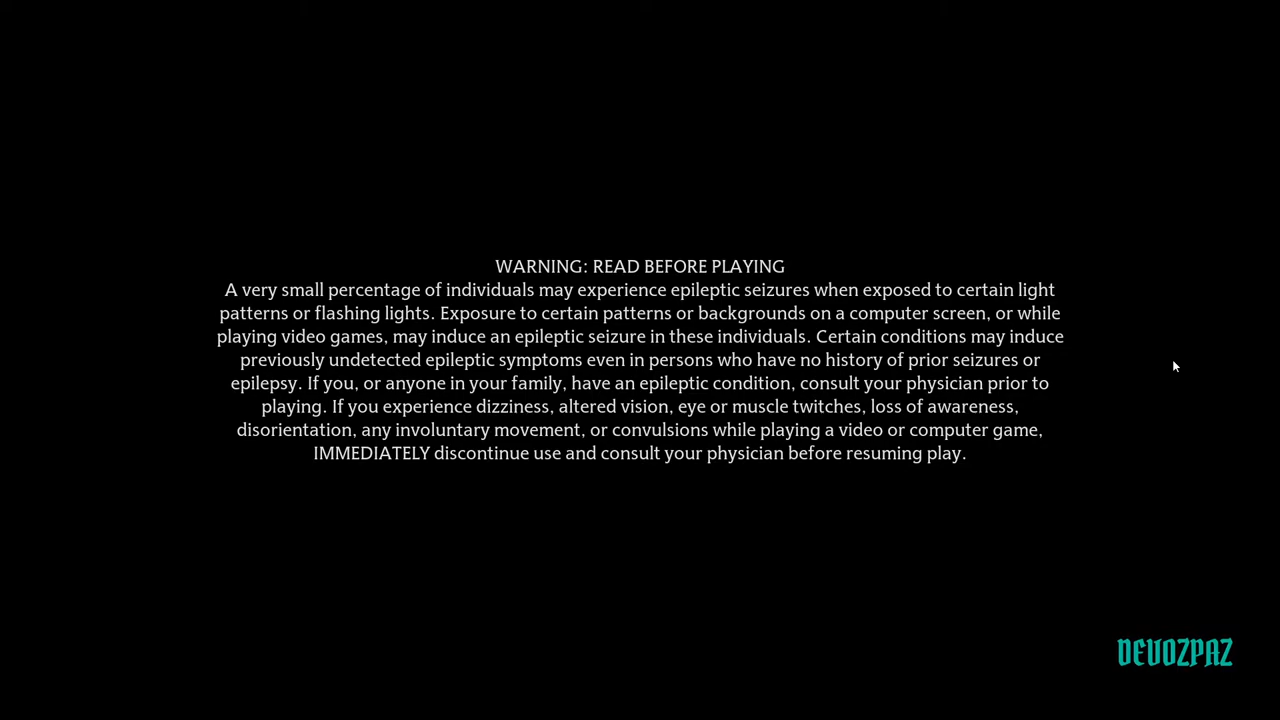 WARNING: READ BEFORE PLAYING
A very small percentage of individuals may experience epileptic seizures when exposed to certain light
patterns or flashing lights. Exposure to certain patterns or backgrounds on a computer screen, or while
playing video games, may induce an epileptic seizure in these individuals. Certain conditions may induce
previously undetected epileptic symptoms even in persons who have no history of prior seizures or
epilepsy. If you, or anyone in your family, have an epileptic condition, consult your physician prior to
playing. If you experience dizziness, altered vision, eye or muscle twitches, loss of awareness,
disorientation, any involuntary movement, or convulsions while playing a video or computer game,
IMMEDIATELY discontinue use and consult your physician before resuming play.
DEVOZPAZ